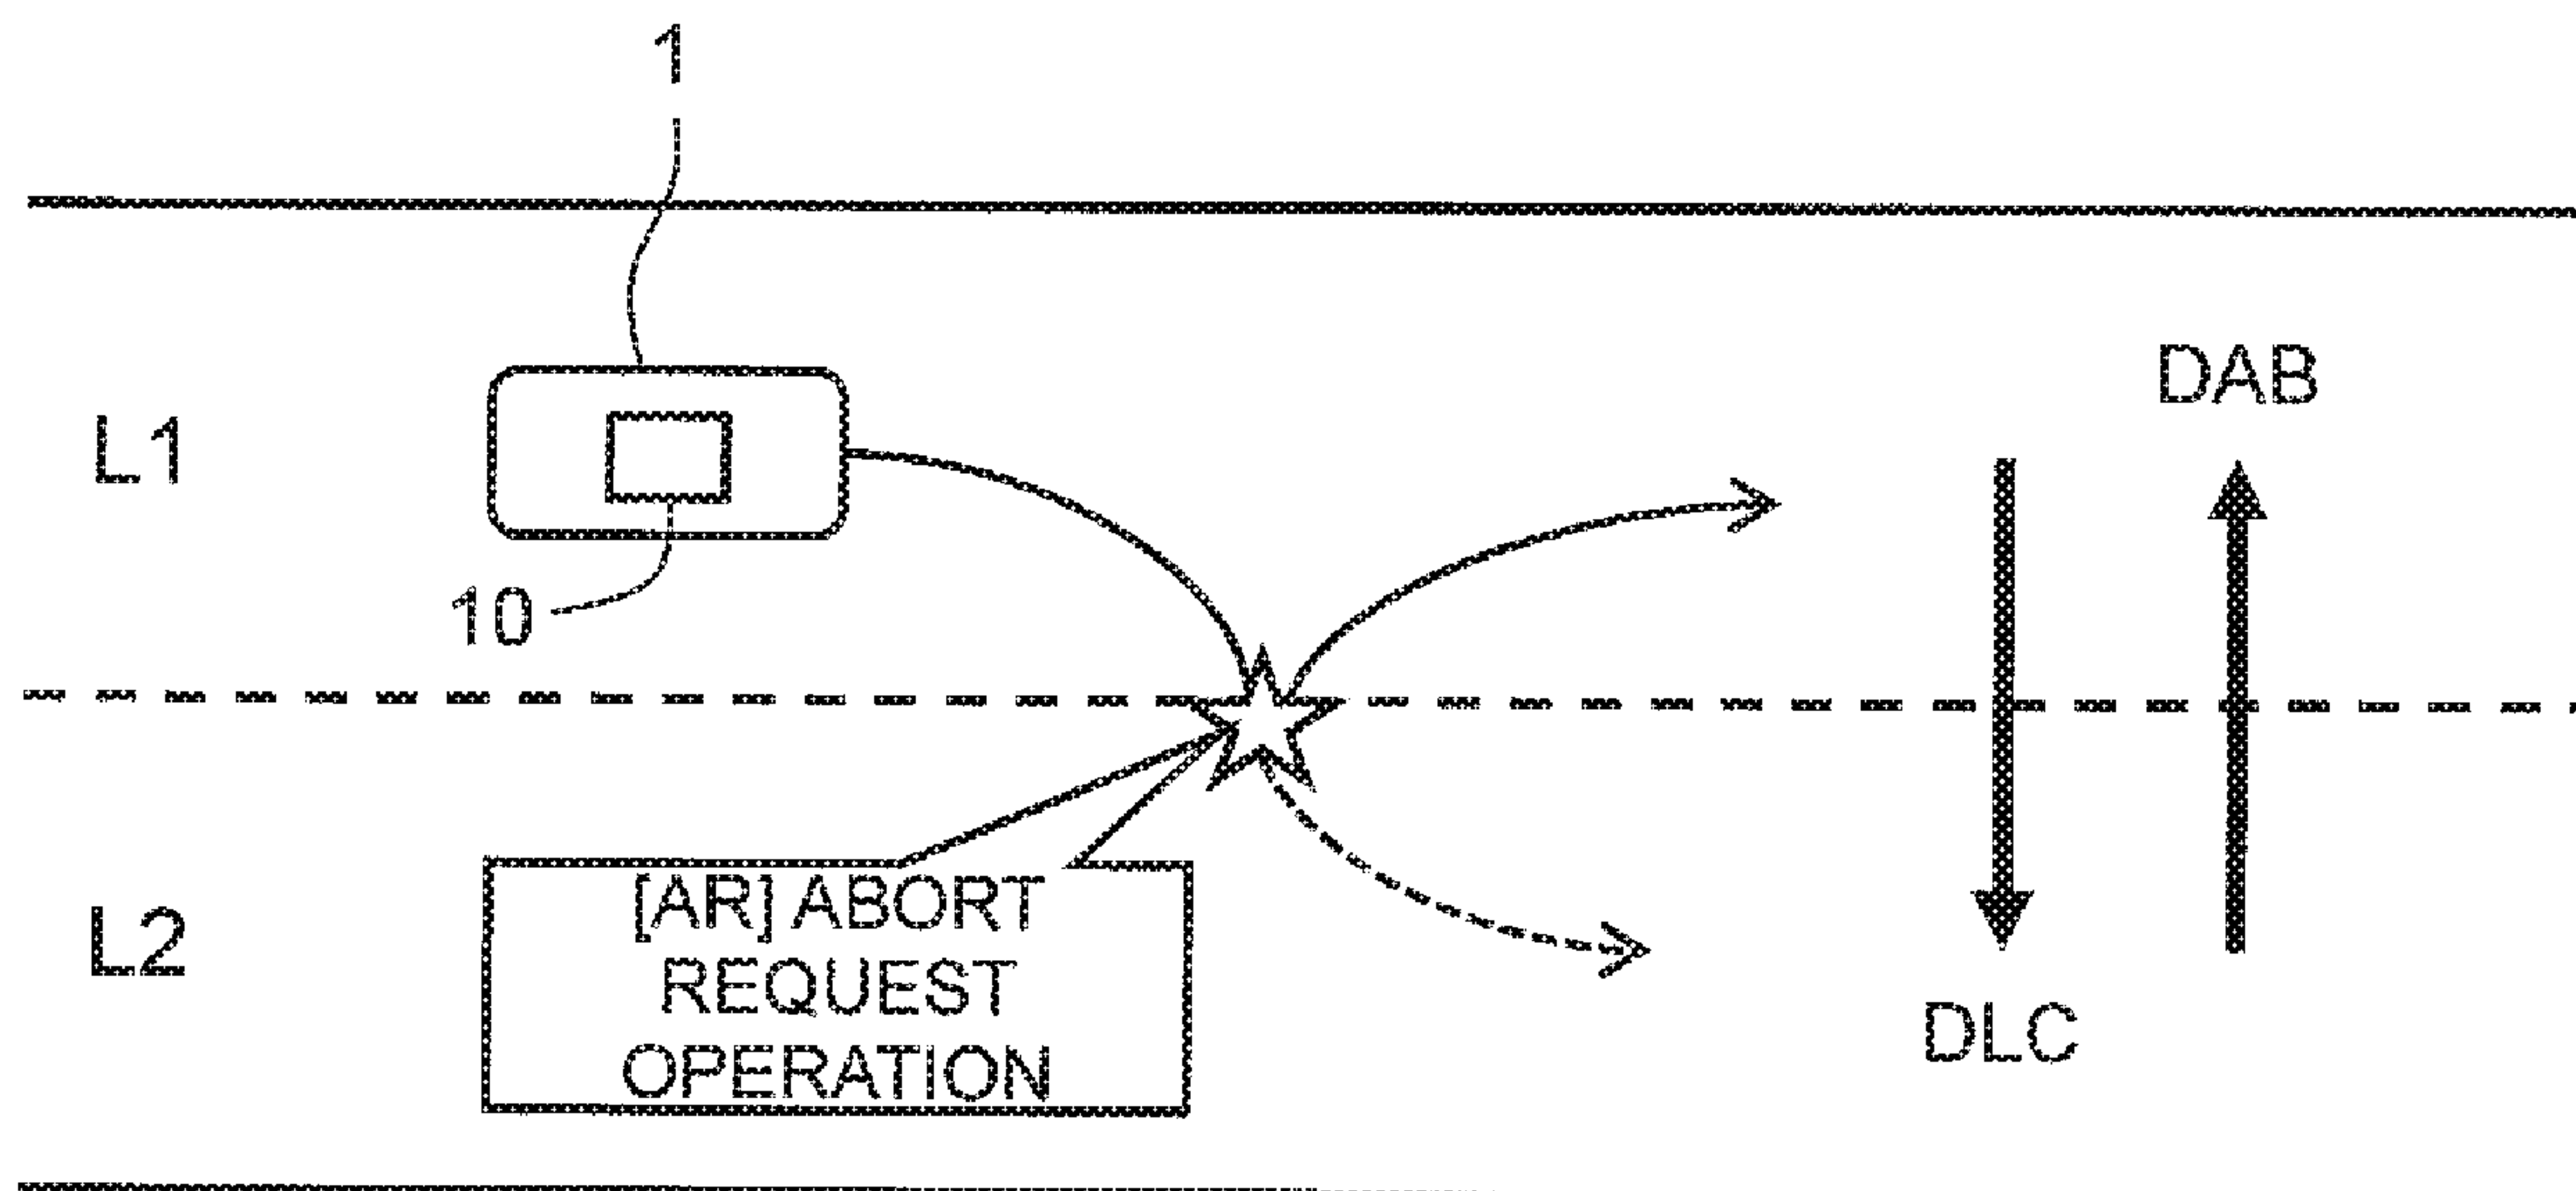 1
DAB
L1
10
[AR] ABORT
REQUEST
OPERATION
L2
DLC